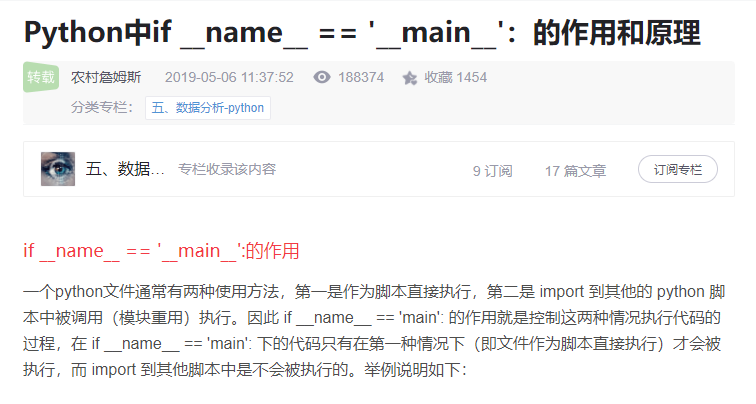 Python中if __name__ == '__main__'：的作用和原理
转载 农村詹姆斯 2019-05-06 11:37:52 188374 收藏 1454
分类专栏： 五、数据分析-python
五、数据... 专栏收录该内容 9 订阅 17 篇文章 订阅专栏
if __name__ == '__main__':的作用
一个python文件通常有两种使用方法，第一是作为脚本直接执行，第二是 import 到其他的 python 脚
本中被调用（模块重用）执行。因此 if __name__ == 'main': 的作用就是控制这两种情况执行代码的
过程，在 if __name__ == 'main': 下的代码只有在第一种情况下（即文件作为脚本直接执行）才会被
执行，而 import 到其他脚本中是不会被执行的。举例说明如下：